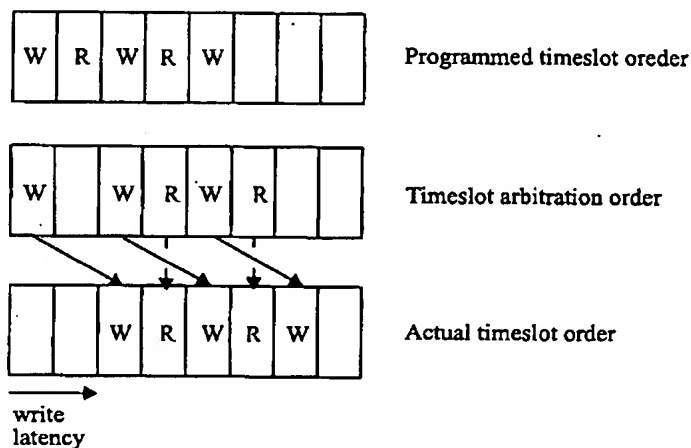 W R W R W Programmed timeslot oreder
W W R W R Timeslot arbitration order
W R W R W Actual timeslot order
write
latency